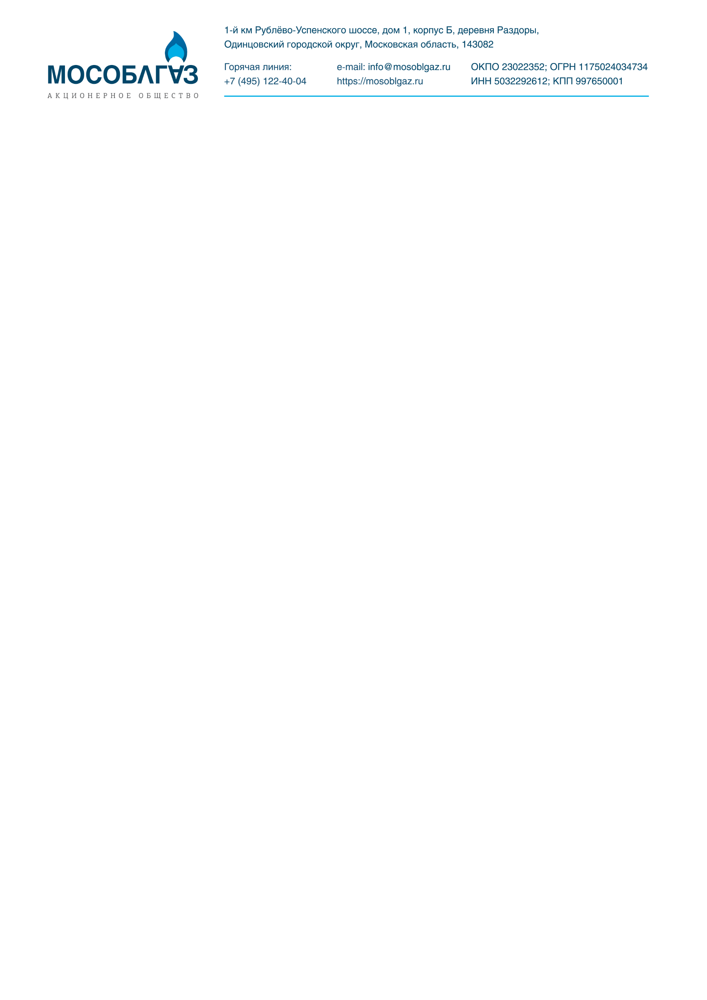 МОСОБЛГАЗ
АКЦИОНЕРНОЕ ОБЩЕСТВО
1-й км Рублёво-Успенского шоссе, дом 1, корпус Б, деревня Раздоры,
Одинцовский городской округ, Московская область, 143082
Горячая линия:
+7 (495) 122-40-04
e-mail: info@mosoblgaz.ru
https://mosoblgaz.ru
ОКПО 23022352; ОГРН 1175024034734
ИНН 5032292612; КПП 997650001